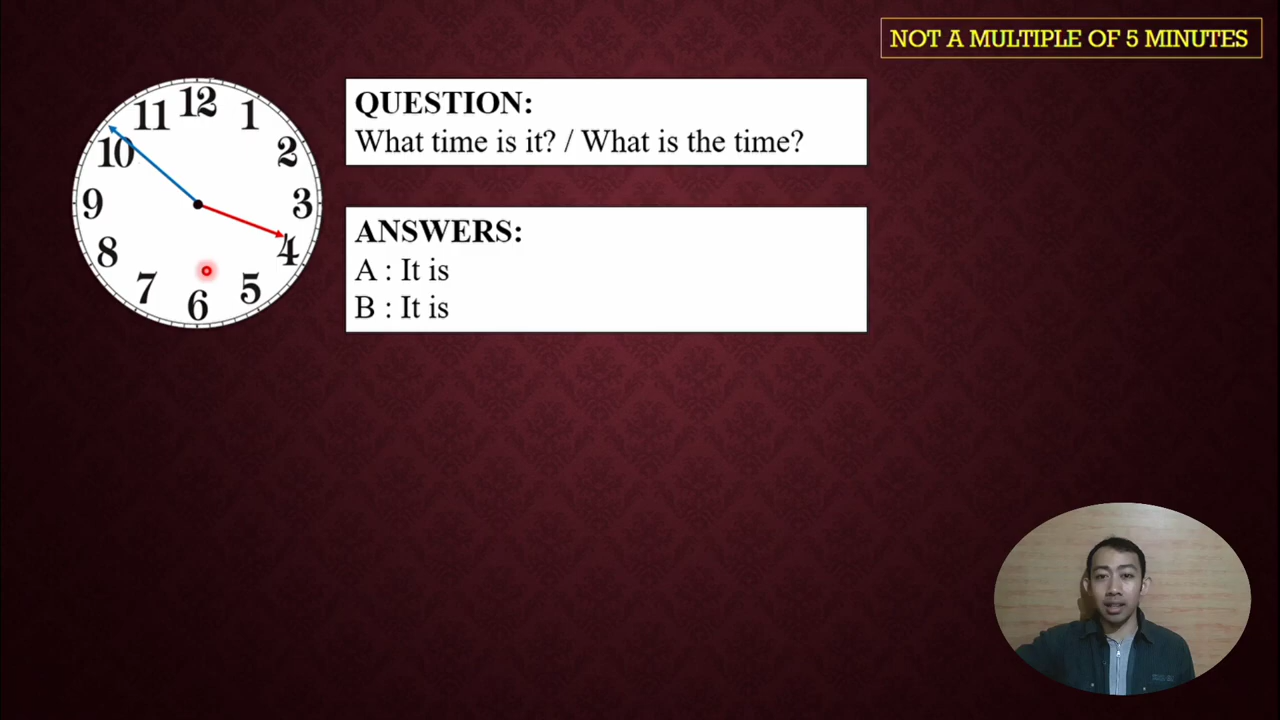 NOT A MULTIPLE OF 5 MINUTES
12
11
1
10
2
9
3
8
4
7
5
6
QUESTION:
What time is it? / What is the time?
ANSWERS:
A : It is
B : It is